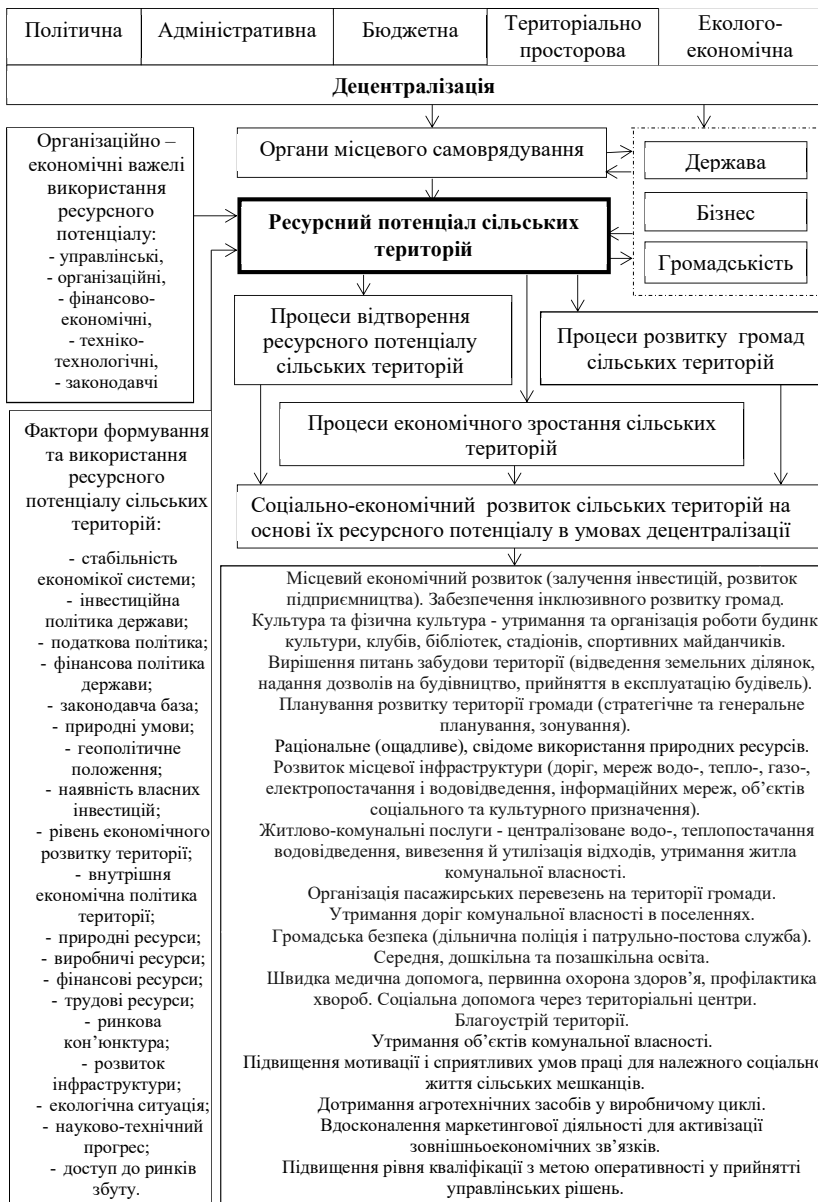 Політична
Адміністративна
Бюджетна
Територіально
просторова
Еколого-
економічна
Децентралізація
Організаційно –
економічні важелі
використання
ресурсного
потенціалу:
- управлінські,
- організаційні,
- фінансово-
економічні,
- техніко-
технологічні,
- законодавчі
Органи місцевого самоврядування
Держава
Бізнес
Громадськість
Ресурсний потенціал сільських
територій
Процеси відтворення
ресурсного потенціалу
сільських територій
Процеси розвитку громад
сільських територій
Процеси економічного зростання сільських
територій
Соціально-економічний розвиток сільських територій на
основі їх ресурсного потенціалу в умовах децентралізації
Фактори формування
та використання
ресурсного
потенціалу сільських
територій:
- стабільність
економікої системи;
- інвестиційна
політика держави;
- податкова політика;
- фінансова політика
держави;
- законодавча база;
- природні умови;
- геополітичне
положення;
- наявність власних
інвестицій;
- рівень економічного
розвитку території;
- внутрішня
економічна політика
території;
- природні ресурси;
- виробничі ресурси;
- фінансові ресурси;
- трудові ресурси;
- ринкова
кон’юнктура;
- розвиток
інфраструктури;
- екологічна ситуація;
- науково-технічний
прогрес;
- доступ до ринків
збуту.
Місцевий економічний розвиток (залучення інвестицій, розвиток
підприємництва). Забезпечення інклюзивного розвитку громад.
Культура та фізична культура - утримання та організація роботи будинк
культури, клубів, бібліотек, стадіонів, спортивних майданчиків.
Вирішення питань забудови території (відведення земельних ділянок,
надання дозволів на будівництво, прийняття в експлуатацію будівель).
Планування розвитку території громади (стратегічне та генеральне
планування, зонування).
Раціональне (ощадливе), свідоме використання природних ресурсів.
Розвиток місцевої інфраструктури (доріг, мереж водо-, тепло-, газо-,
електропостачання і водовідведення, інформаційних мереж, об’єктів
соціального та культурного призначення).
Житлово-комунальні послуги - централізоване водо-, теплопостачання
водовідведення, вивезення й утилізація відходів, утримання житла
комунальної власності.
Організація пасажирських перевезень на території громади.
Утримання доріг комунальної власності в поселеннях.
Громадська безпека (дільнична поліція і патрульно-постова служба).
Середня, дошкільна та позашкільна освіта.
Швидка медична допомога, первинна охорона здоров’я, профілактика
хвороб. Соціальна допомога через територіальні центри.
Благоустрій території.
Утримання об’єктів комунальної власності.
Підвищення мотивації і сприятливих умов праці для належного соціально
життя сільських мешканців.
Дотримання агротехнічних засобів у виробничому циклі.
Вдосконалення маркетингової діяльності для активізації
зовнішньоекономічних зв’язків.
Підвищення рівня кваліфікації з метою оперативності у прийнятті
управлінських рішень.